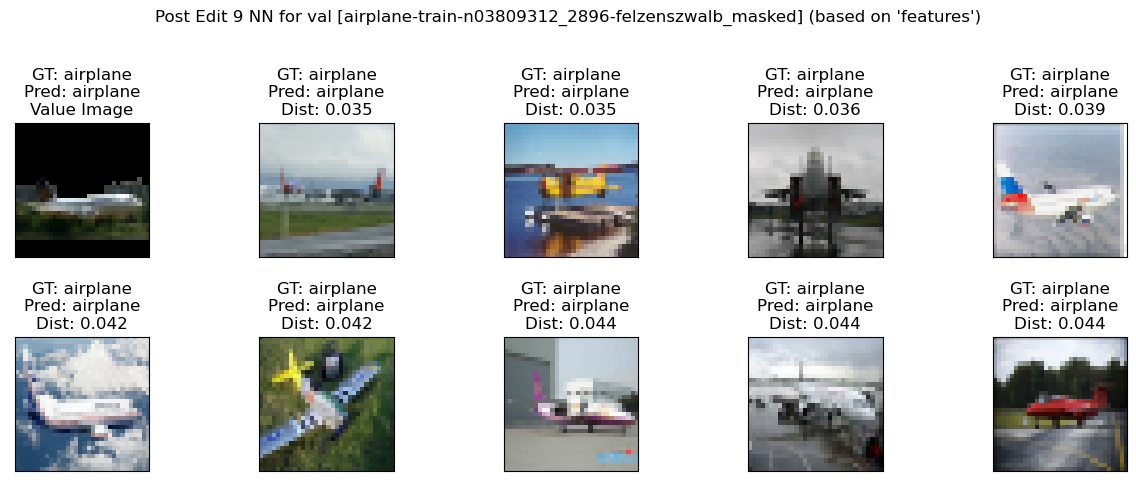 Post Edit 9 NN for val [airplane-train-n03809312_2896-felzenszwalb_masked] (based on 'features')
GT: airplane
Pred: airplane
Value Image
GT: airplane
Pred: airplane
Dist: 0.035
GT: airplane
Pred: airplane
Dist: 0.035
GT: airplane
Pred: airplane
Dist: 0.036
GT: airplane
Pred: airplane
Dist: 0.039
GT: airplane
Pred: airplane
Dist: 0.042
GT: airplane
Pred: airplane
Dist: 0.042
GT: airplane
Pred: airplane
Dist: 0.044
GT: airplane
Pred: airplane
Dist: 0.044
GT: airplane
Pred: airplane
Dist: 0.044